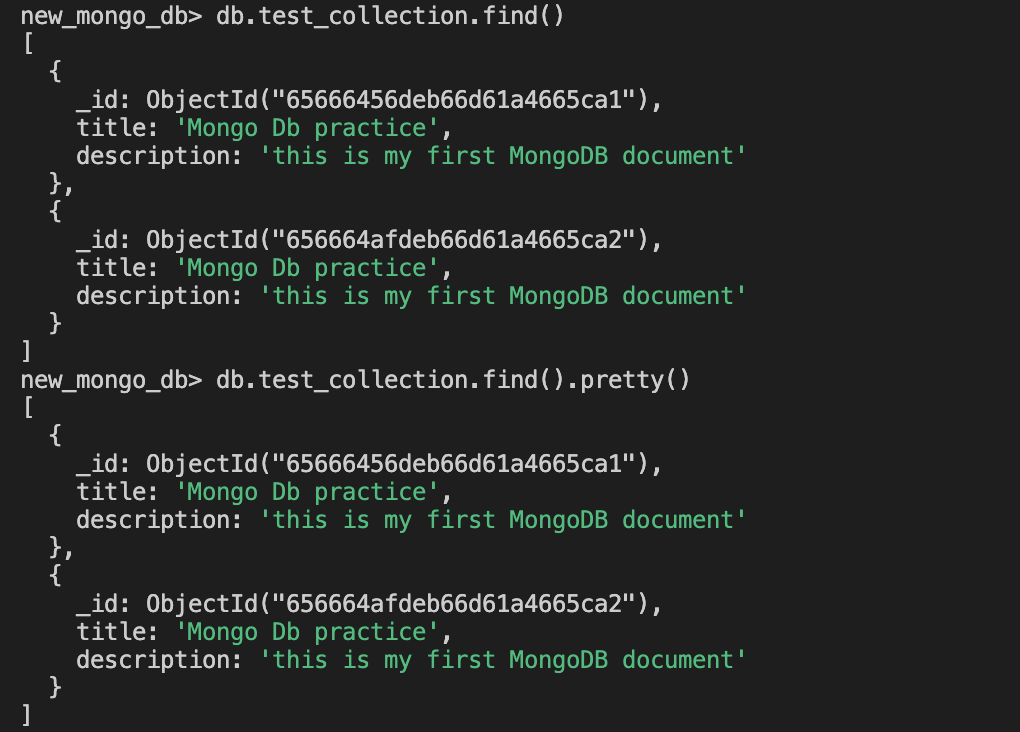 new_mongo_db> db.test_collection.find()
[
  {
    _id: ObjectId("65666456deb66d61a4665ca1"),
    title: 'Mongo Db practice',
    description: 'this is my first MongoDB document'
  },
  {
    _id: ObjectId("656664afdeb66d61a4665ca2"),
    title: 'Mongo Db practice',
    description: 'this is my first MongoDB document'
  }
]
new_mongo_db> db.test_collection.find().pretty()
[
  {
    _id: ObjectId("65666456deb66d61a4665ca1"),
    title: 'Mongo Db practice',
    description: 'this is my first MongoDB document'
  },
  {
    _id: ObjectId("656664afdeb66d61a4665ca2"),
    title: 'Mongo Db practice',
    description: 'this is my first MongoDB document'
  }
]